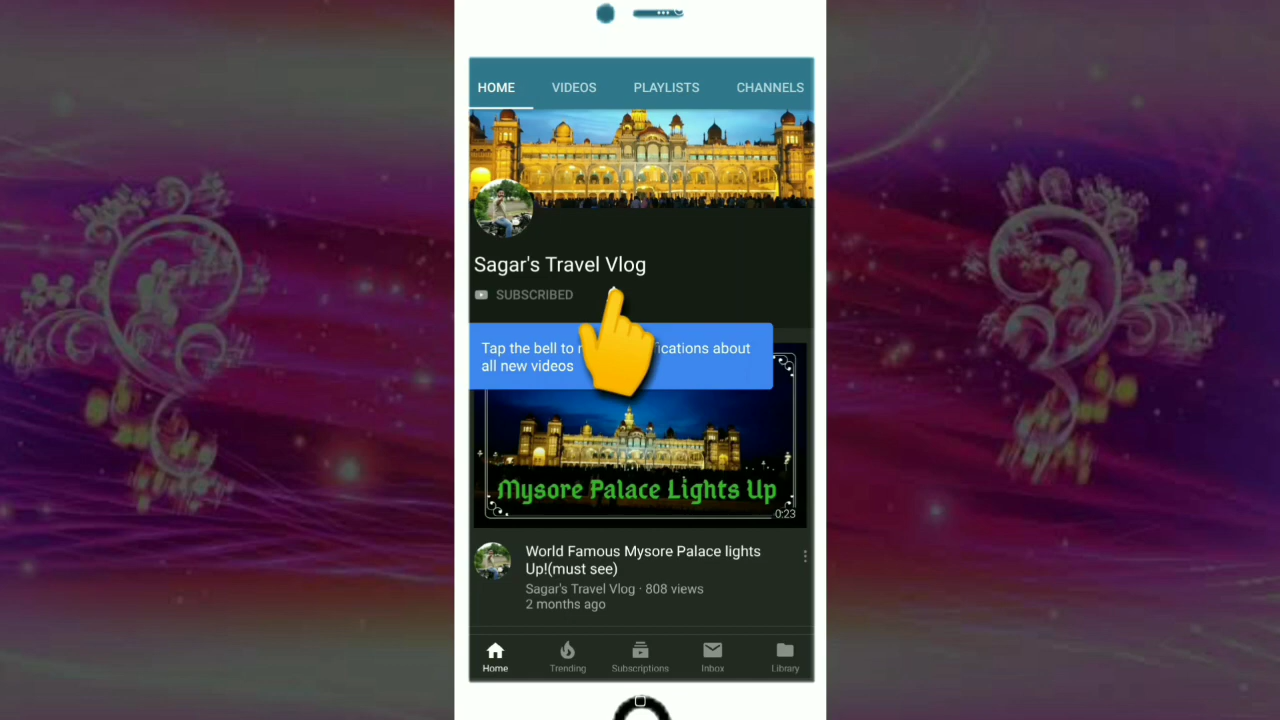 HOME VIDEOS PLAYLISTS CHANNELS
Sagar's Travel Vlog
SUBSCRIBED
Tap the bell to fications about
all new videos
Mysore Palace Lights Up
0:23
World Famous Mysore Palace lights
Up!(must see)
Sagar's Travel Vlog · 808 views
2 months ago
Home Trending Subscriptions Inbox Library